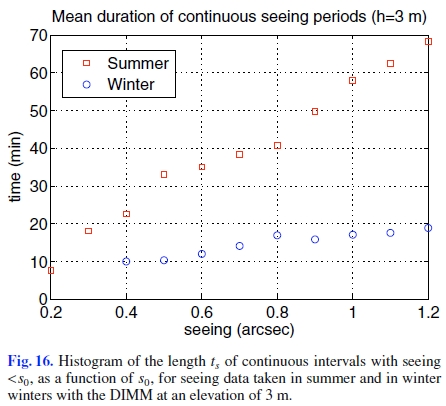 Mean duration of continuous seeing periods (h=3 m)
70
60
50
40
30
20
10
0
time (min)
Summer
Winter
0.2 0.4 0.6 0.8 1 1.2
seeing (arcsec)
Fig. 16. Histogram of the length ts of continuous intervals with seeing
<s0, as a function of s0, for seeing data taken in summer and in winter
winters with the DIMM at an elevation of 3 m.